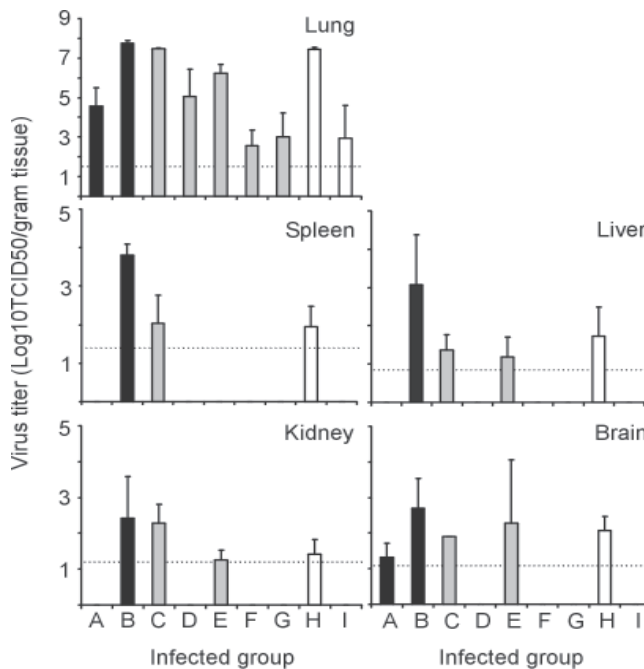 Virus titer (Log10TCID50/gram tissue)
Lung
9
7
5
3
1
Spleen
5
3
1
Liver
Kidney
5
3
1
A B C D E F G H I
Infected group
Brain
A B C D E F G H I
Infected group